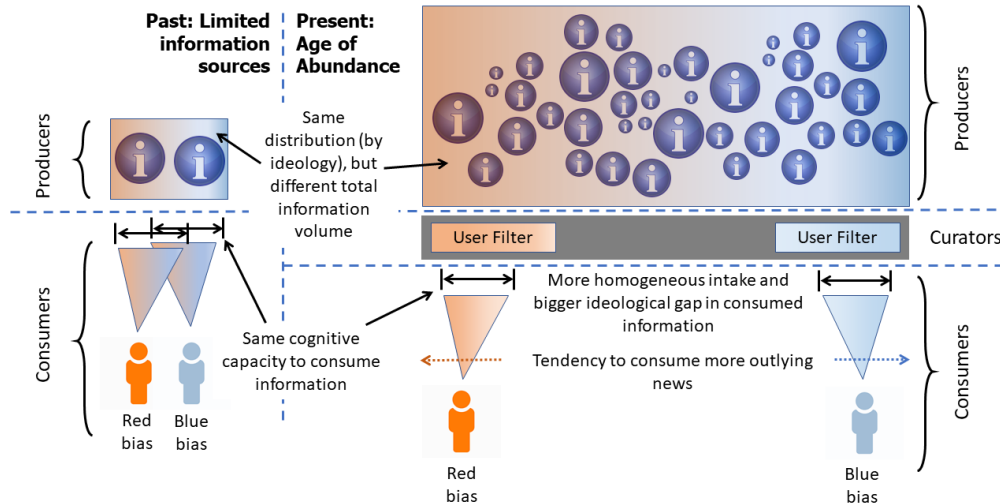 Past: Limited
information
sources
Present:
Age of
Abundance
Producers
Same
distribution (by
ideology), but
different total
information
volume
Producers
User Filter
User Filter
Curators
Consumers
More homogeneous intake and
bigger ideological gap in consumed
information
Same cognitive
capacity to consume
information
Tendency to consume more outlying
news
Consumers
Red
bias
Blue
bias
Red
bias
Blue
bias